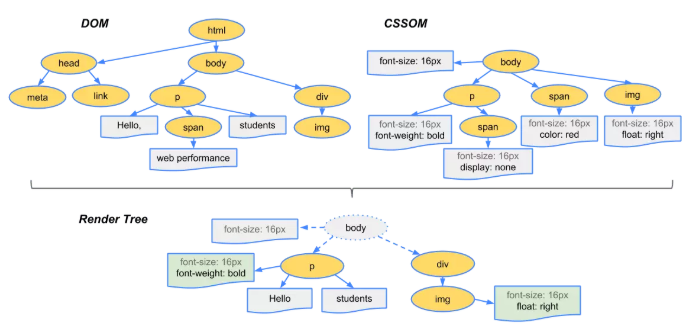 DOM
html
head
body
meta
link
p
div
Hello,
span
students
img
web performance
CSSOM
font-size: 16px
body
p
span
img
font-size: 16px
font-weight: bold
span
font-size: 16px
color: red
font-size: 16px
float: right
font-size: 16px
display: none
Render Tree
font-size: 16px
body
font-size: 16px
font-weight: bold
p
div
Hello
students
img
font-size: 16px
float: right